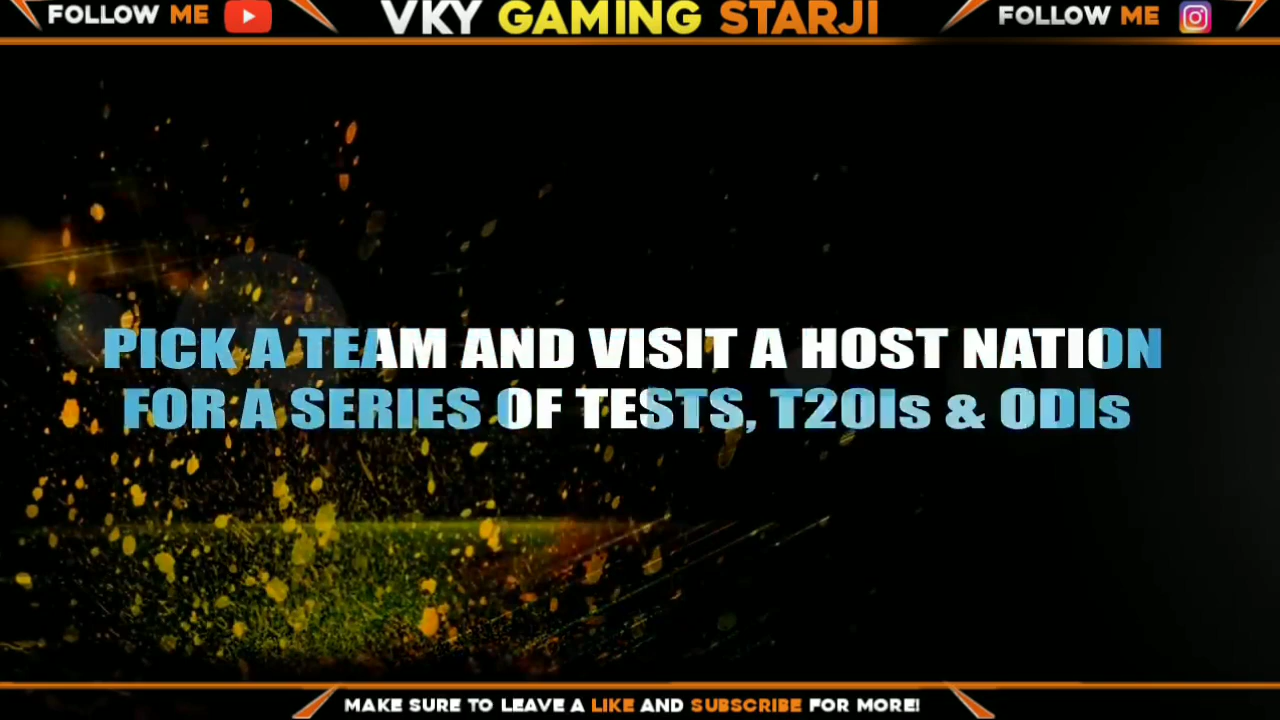 FOLLOW ME
VKY GAMING STARJI
FOLLOW ME
PICK A TEAM AND VISIT A HOST NATION
FOR A SERIES OF TESTS, T20Is & ODIs
MAKE SURE TO LEAVE A LIKE AND SUBSCRIBE FOR MORE!